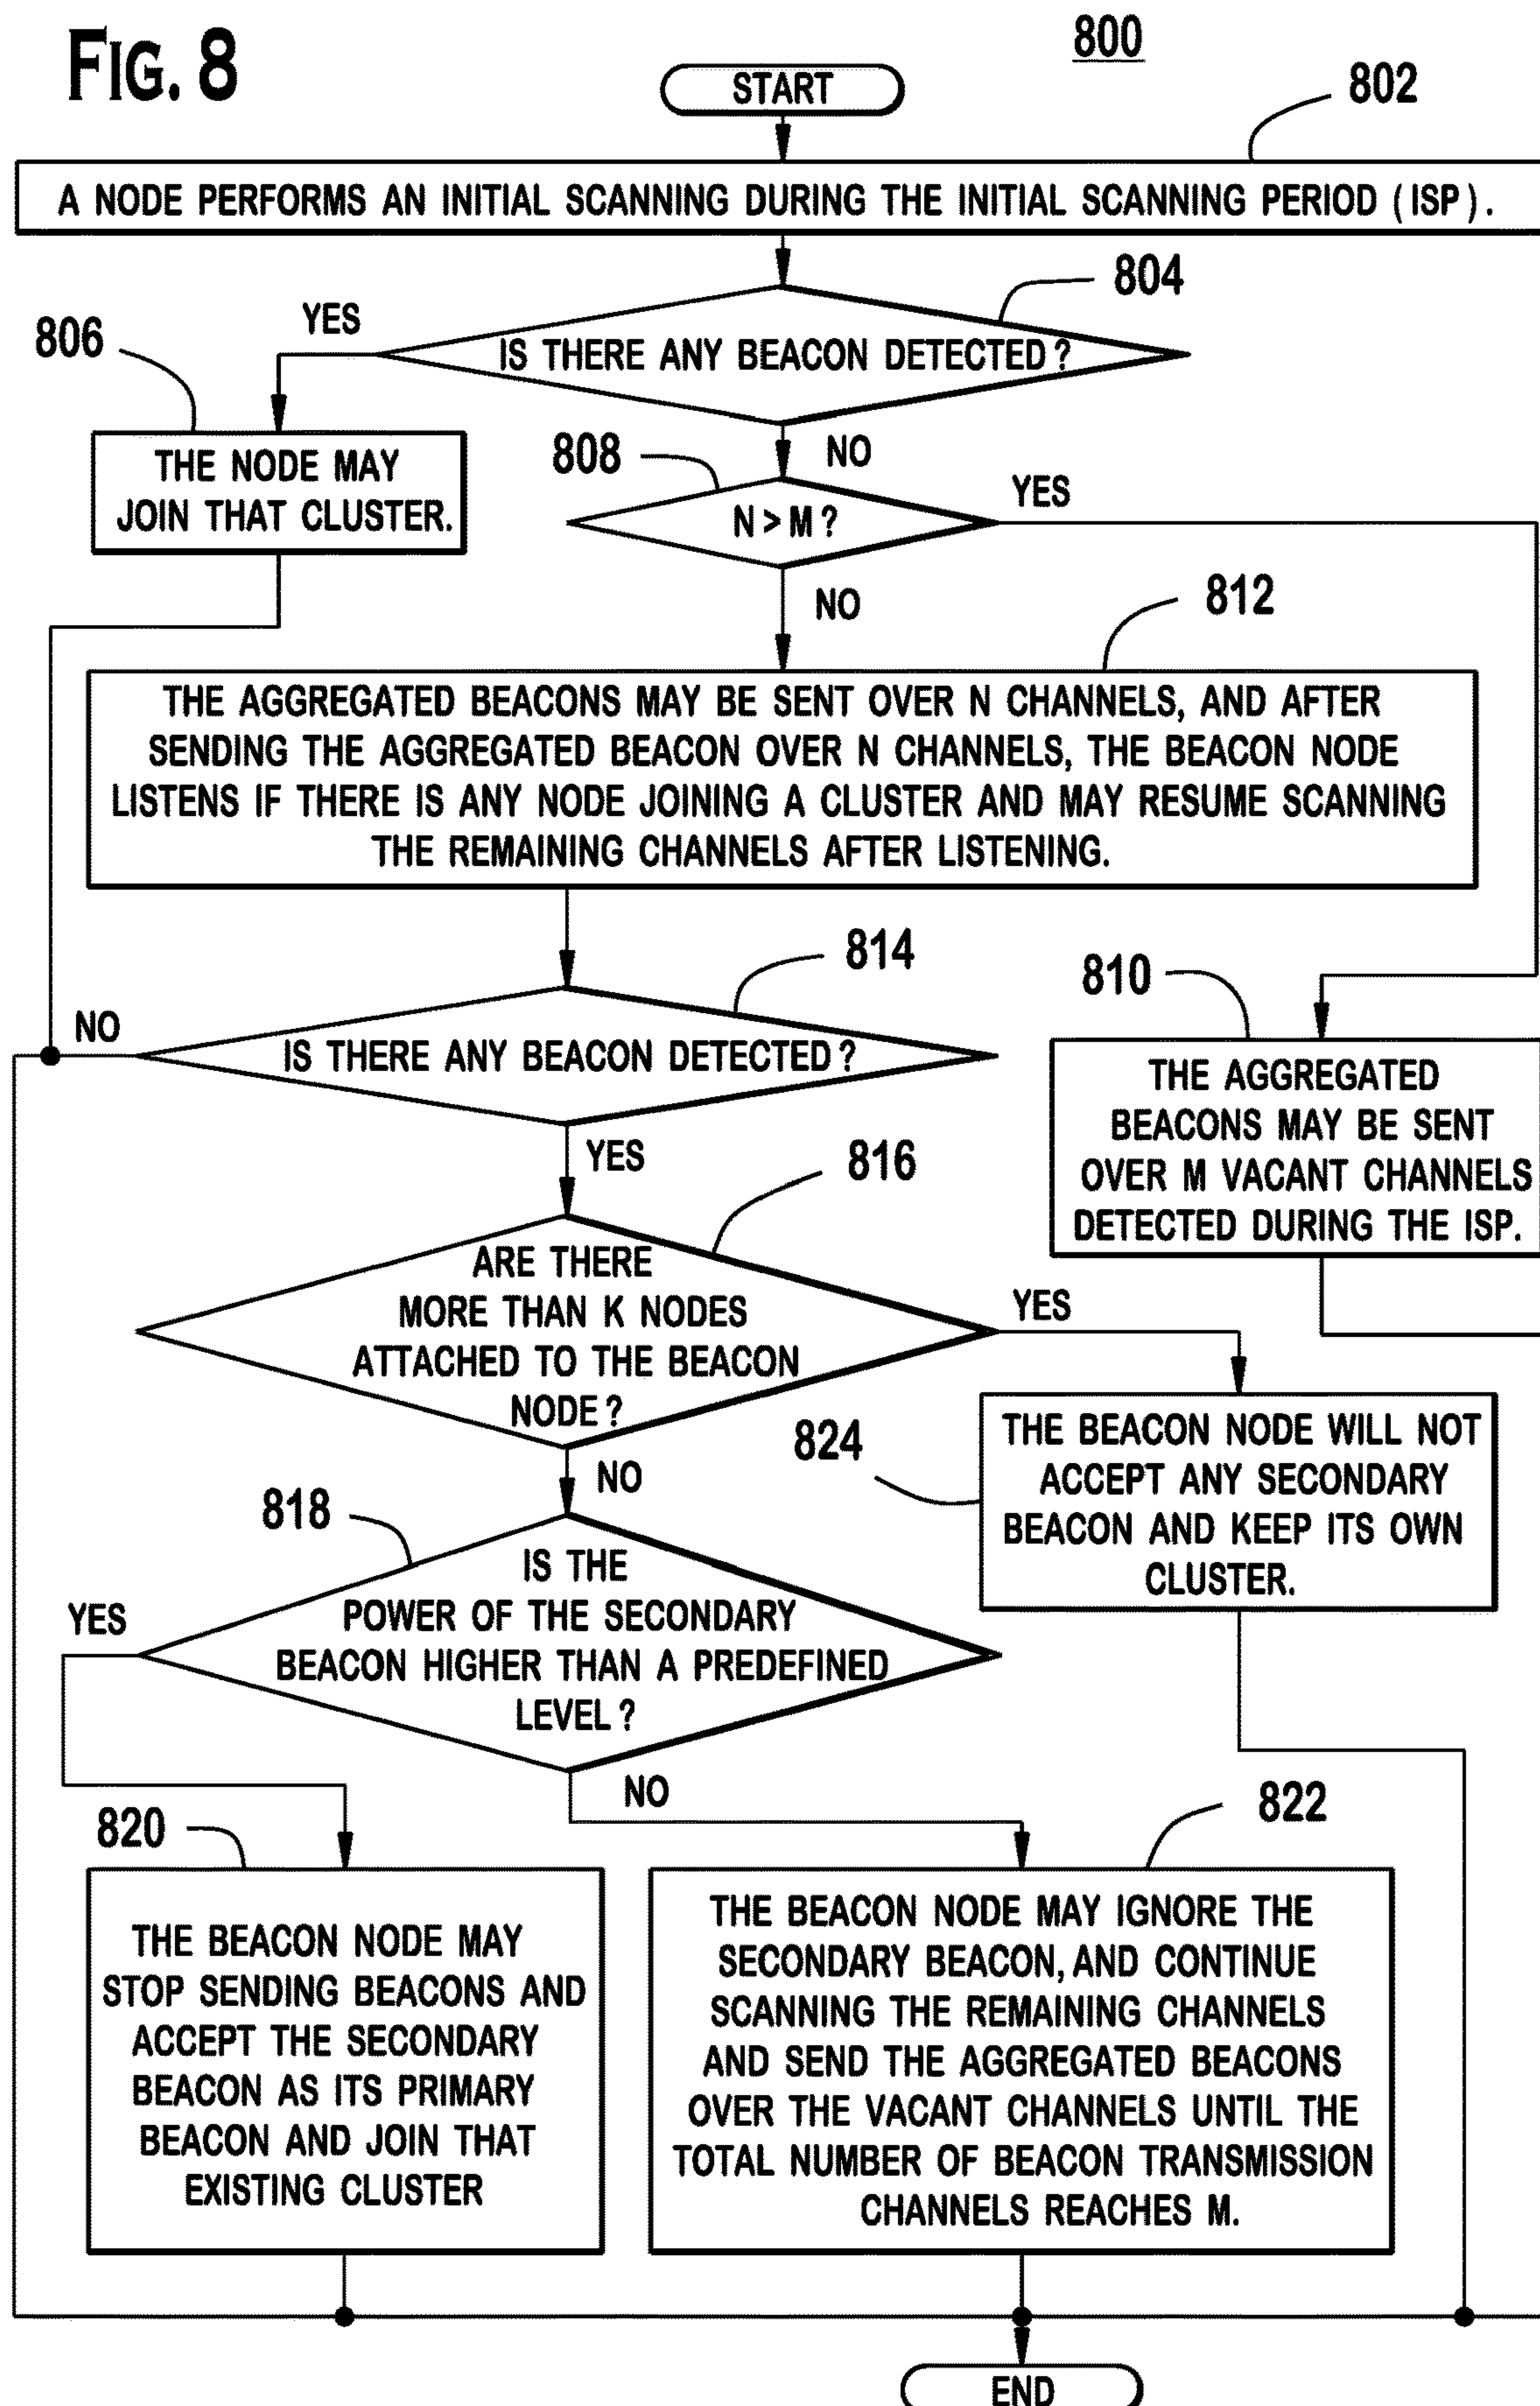 FIG. 8
800
START
802
A NODE PERFORMS AN INITIAL SCANNING DURING THE INITIAL SCANNING PERIOD (ISP).
804
YES
806
IS THERE ANY BEACON DETECTED?
THE NODE MAY
JOIN THAT CLUSTER.
808
NO
YES
N > M?
NO
812
THE AGGREGATED BEACONS MAY BE SENT OVER N CHANNELS, AND AFTER
SENDING THE AGGREGATED BEACON OVER N CHANNELS, THE BEACON NODE
LISTENS IF THERE IS ANY NODE JOINING A CLUSTER AND MAY RESUME SCANNING
THE REMAINING CHANNELS AFTER LISTENING.
814
810
NO
IS THERE ANY BEACON DETECTED?
THE AGGREGATED
BEACONS MAY BE SENT
OVER M VACANT CHANNELS
DETECTED DURING THE ISP.
YES
816
ARE THERE
MORE THAN K NODES
ATTACHED TO THE BEACON
NODE?
YES
824
THE BEACON NODE WILL NOT
ACCEPT ANY SECONDARY
BEACON AND KEEP ITS OWN
CLUSTER.
NO
818
IS THE
POWER OF THE SECONDARY
BEACON HIGHER THAN A PREDEFINED
LEVEL?
YES
NO
820
822
THE BEACON NODE MAY
STOP SENDING BEACONS AND
ACCEPT THE SECONDARY
BEACON AS ITS PRIMARY
BEACON AND JOIN THAT
EXISTING CLUSTER
THE BEACON NODE MAY IGNORE THE
SECONDARY BEACON, AND CONTINUE
SCANNING THE REMAINING CHANNELS
AND SEND THE AGGREGATED BEACONS
OVER THE VACANT CHANNELS UNTIL THE
TOTAL NUMBER OF BEACON TRANSMISSION
CHANNELS REACHES M.
END